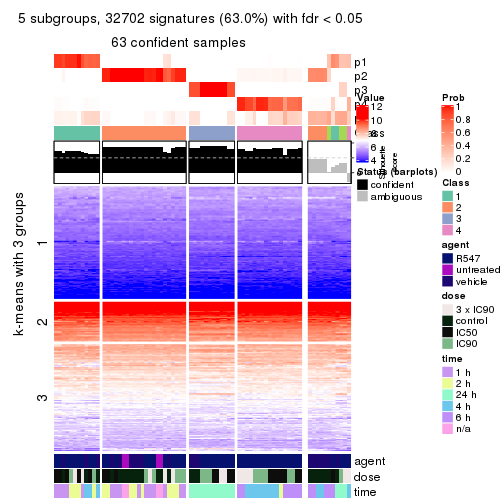 5 subgroups, 32702 signatures (63.0%) with fdr < 0.05
63 confident samples
p1
p2
p3
p4
Value
12
10
8
6
4
Silhouette
score
Status (barplots)
confident
ambiguous
Prob
1
0.8
0.6
0.4
0.2
0
Class
1
2
3
4
agent
R547
untreated
vehicle
dose
3 x IC90
control
IC50
IC90
time
1 h
2 h
24 h
4 h
6 h
n/a
k-means with 3 groups
1
2
3
agent
dose
time